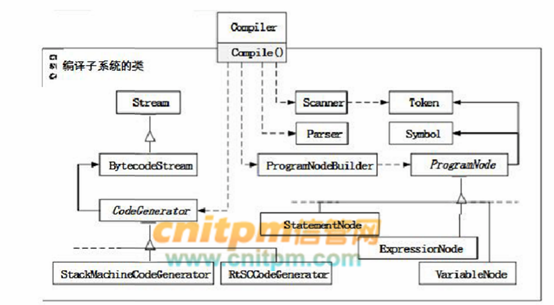 Compiler
Compile()
编译子系统的类
Stream
Scanner
Token
Parser
Symbol
BytecodeStream
ProgramNodeBuilder
ProgramNode
CodeGenerator
StatementNode
cnitpm信管网
ExpressionNode
www.cnitpm.com
StackMachineCodeGenerator
RtSCCodeGenerator
VariableNode